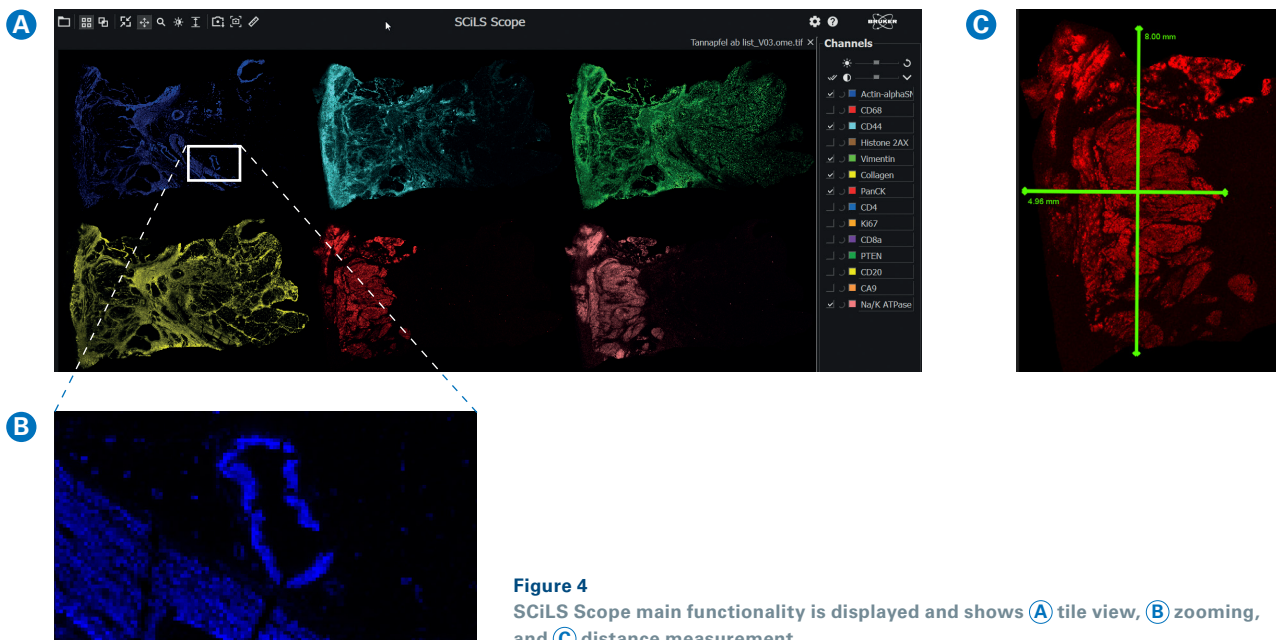 A
SCiLS Scope
BRUKER
Tannapfel ab list_V03.ome.tif ×
Channels
Actin-alphaSM
CD68
CD44
Histone 2AX
Vimentin
Collagen
PanCK
CD4
Ki67
CD8a
PTEN
CD20
CA9
Na/K ATPase
C
8.00 mm
4.96 mm
B
Figure 4
SCiLS Scope main functionality is displayed and shows A tile view, B zooming,
and C distance measurement